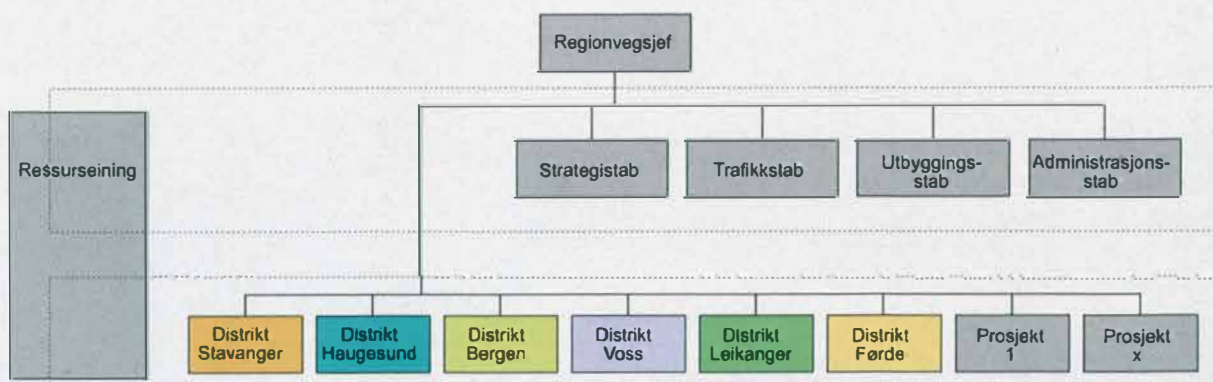 Regionvegsjef
Ressurseining
Strategistab
Trafikkstab
Utbyggings-
stab
Administrasjons-
stab
Distrikt
Stavanger
Distrikt
Haugesund
Distrikt
Bergen
Distrikt
Voss
Distrikt
Leikanger
Distrikt
Førde
Prosjekt
1
Prosjekt
x